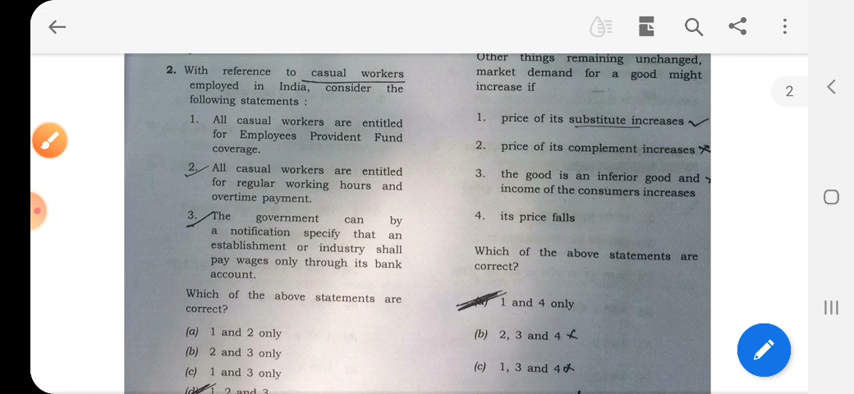 2. With reference to casual workers
employed in India, consider the
following statements :
1. All casual workers are entitled
for Employees Provident Fund
coverage.
2. All casual workers are entitled
for regular working hours and
overtime payment.
3. The government can by
a notification specify that an
establishment or industry shall
pay wages only through its bank
account.
Which of the above statements are
correct?
(a) 1 and 2 only
(b) 2 and 3 only
(c) 1 and 3 only
(d) 1, 2 and 3
Other things remaining unchanged,
market demand for a good might
increase if
1. price of its substitute increases
2. price of its complement increases
3. the good is an inferior good and
income of the consumers increases
4. its price falls
Which of the above statements are
correct?
(a) 1 and 4 only
(b) 2, 3 and 4
(c) 1, 3 and 4
2